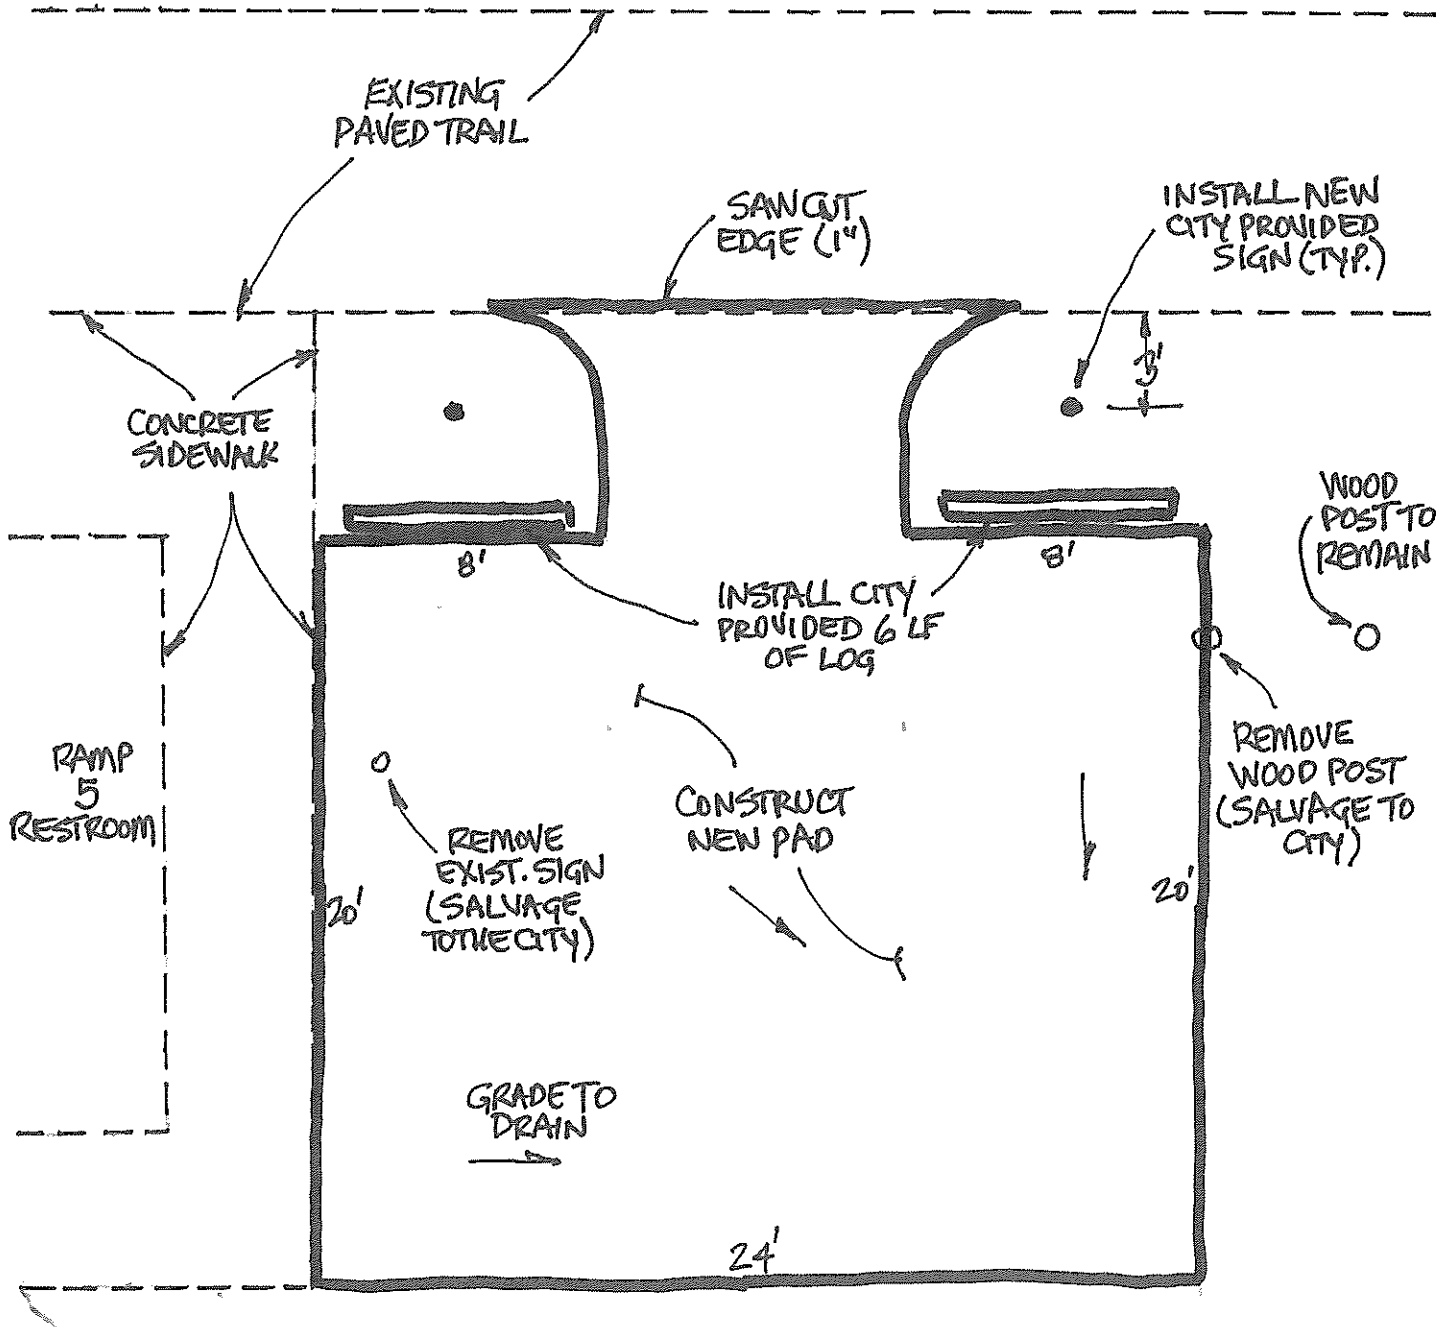 EXISTING
PAVED TRAIL
SAWCUT
EDGE (1")
INSTALL NEW
CITY PROVIDED
SIGN (TYP.)
3'
CONCRETE
SIDEWALK
WOOD
POST TO
REMAIN
8'
8'
INSTALL CITY
PROVIDED 6 LF
OF LOG
REMOVE
WOOD POST
(SALVAGE TO
CITY)
RAMP
5
RESTROOM
CONSTRUCT
NEW PAD
REMOVE
EXIST. SIGN
(SALVAGE
TO THE CITY)
20'
20'
GRADE TO
DRAIN
24'